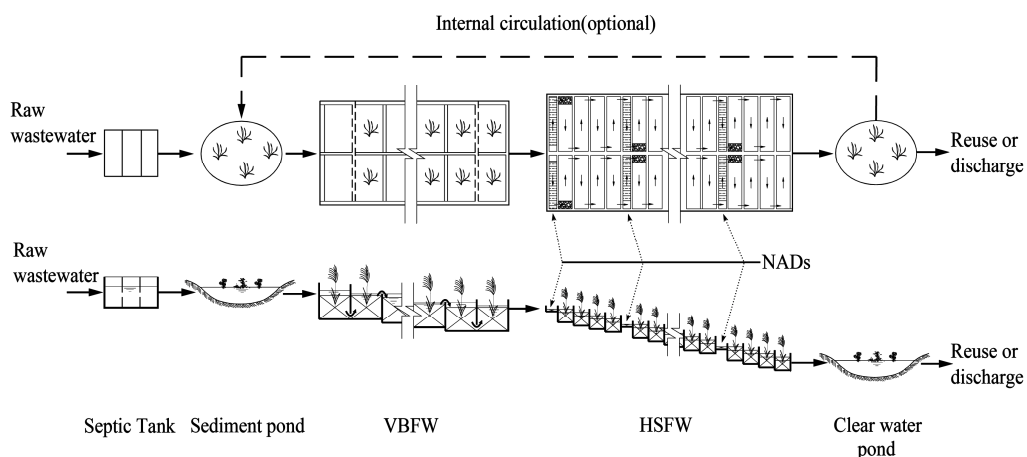 Internal circulation(optional)
Raw
wastewater
Reuse or
discharge
Raw
wastewater
NADs
Reuse or
discharge
Septic Tank
Sediment pond
VBFW
HSFW
Clear water
pond